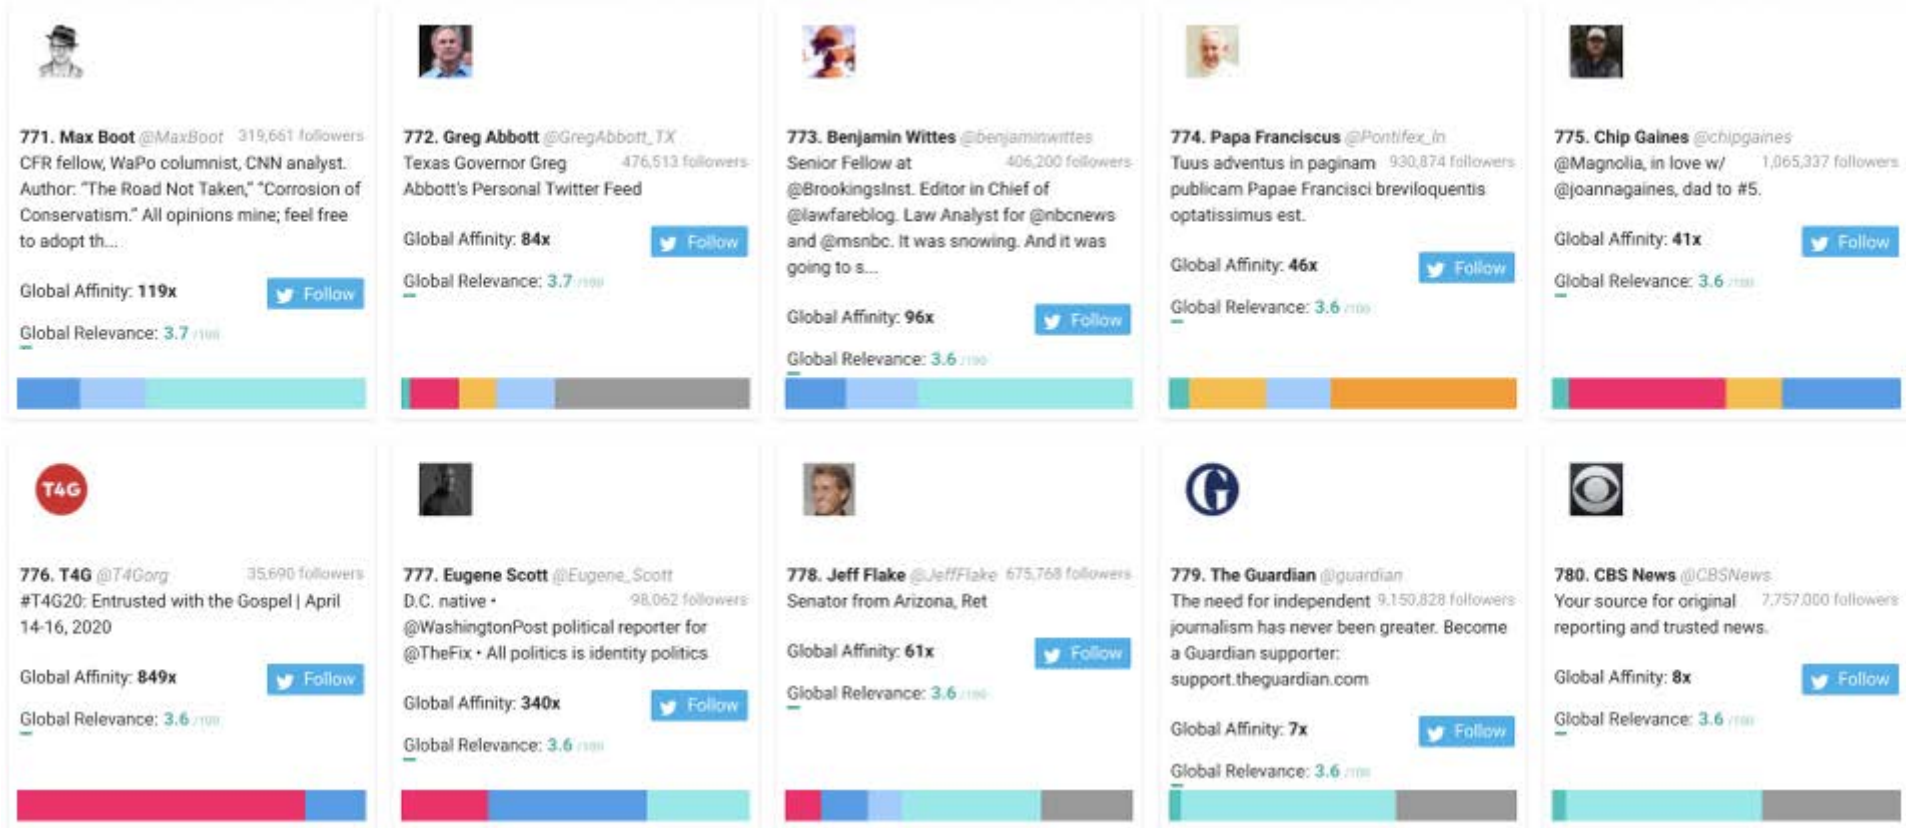 771. Max Boot @MaxBoot 319,661 followers
CFR fellow, WaPo columnist, CNN analyst.
Author: "The Road Not Taken," "Corrosion of
Conservatism." All opinions mine; feel free
to adopt th...
Global Affinity: 119x
Follow
Global Relevance: 3.7 /100
772. Greg Abbott @GregAbbott_TX
Texas Governor Greg 476,513 followers
Abbott's Personal Twitter Feed
Global Affinity: 84x
Follow
Global Relevance: 3.7 /100
773. Benjamin Wittes @benjaminwittes
Senior Fellow at 406,200 followers
@BrookingsInst. Editor in Chief of
@lawfareblog. Law Analyst for @nbcnews
and @msnbc. It was snowing. And it was
going to s...
Global Affinity: 96x
Follow
Global Relevance: 3.6 /100
774. Papa Franciscus @Pontifex_ln
Tuus adventus in paginam 930,874 followers
publicam Papae Francisci breviloquentis
optatissimus est.
Global Affinity: 46x
Follow
Global Relevance: 3.6 /100
775. Chip Gaines @chipgaines
@Magnolia, in love w/ 1,065,337 followers
@joannagaines, dad to #5.
Global Affinity: 41x
Follow
Global Relevance: 3.6 /100
T4G
776. T4G @T4Gorg 35,690 followers
#T4G20: Entrusted with the Gospel | April
14-16, 2020
Global Affinity: 849x
Follow
Global Relevance: 3.6 /100
777. Eugene Scott @Eugene_Scott
D.C. native • 98,062 followers
@WashingtonPost political reporter for
@TheFix • All politics is identity politics
Global Affinity: 340x
Follow
Global Relevance: 3.6 /100
778. Jeff Flake @JeffFlake 675,768 followers
Senator from Arizona, Ret
Global Affinity: 61x
Follow
Global Relevance: 3.6 /100
G
779. The Guardian @guardian
The need for independent 9,150,828 followers
journalism has never been greater. Become
a Guardian supporter:
support.theguardian.com
Global Affinity: 7x
Follow
Global Relevance: 3.6 /100
780. CBS News @CBSNews
Your source for original 7,757,000 followers
reporting and trusted news.
Global Affinity: 8x
Follow
Global Relevance: 3.6 /100